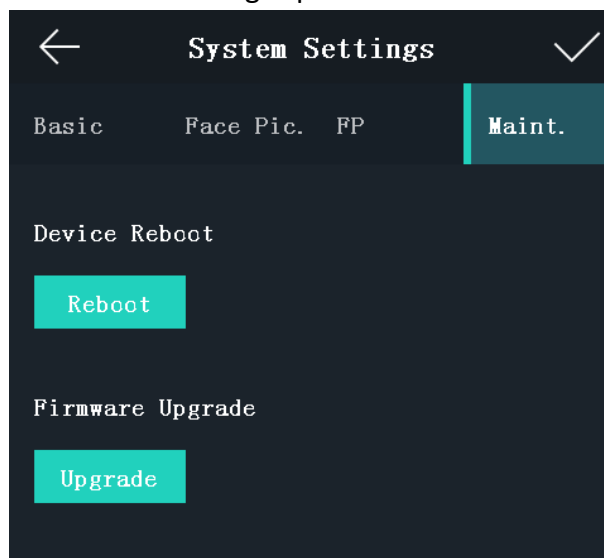 System Settings
Basic Face Pic. FP Maint.
Device Reboot
Reboot
Firmware Upgrade
Upgrade